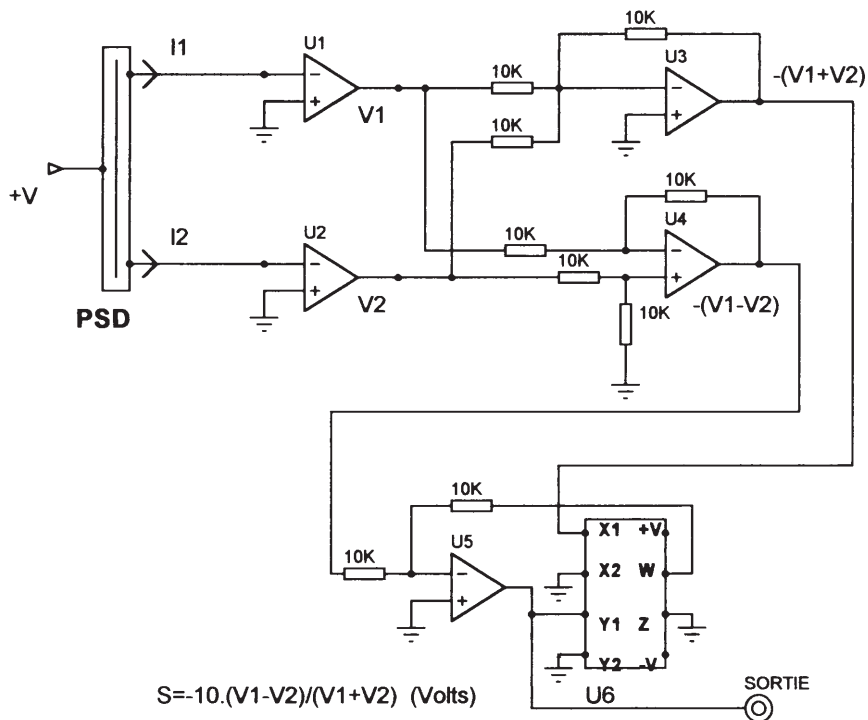 I1
U1
10K
10K
U3
-(V1+V2)
V1
10K
+V
10K
I2
U2
10K
U4
10K
V2
10K
-(V1-V2)
PSD
10K
10K
U5
X1 +V
X2 W
Y1 Z
Y2 -V
S=-10.(V1-V2)/(V1+V2) (Volts)
U6
SORTIE